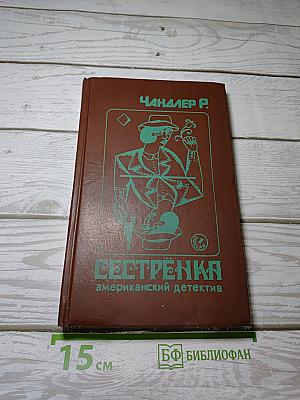 ЧАНДЛЕР Р.
СЕСТРЁНКА
американский детектив
15 см
БФ БИБЛИОФАН